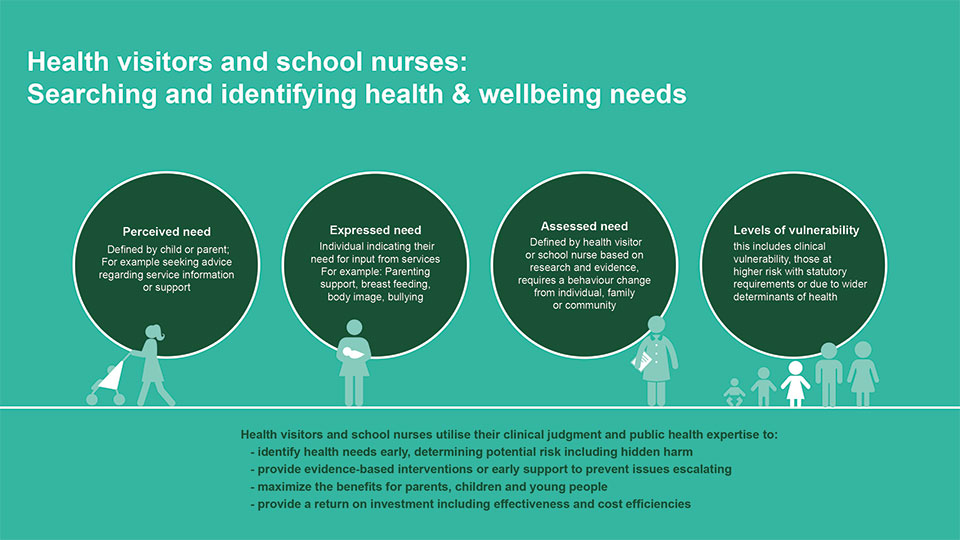 Health visitors and school nurses:
Searching and identifying health & wellbeing needs
Perceived need
Defined by child or parent;
For example seeking advice
regarding service information
or support
Expressed need
Individual indicating their
need for input from services
For example: Parenting
support, breast feeding,
body image, bullying
Assessed need
Defined by health visitor
or school nurse based on
research and evidence,
requires a behaviour change
from individual, family
or community
Levels of vulnerability
this includes clinical
vulnerability, those at
higher risk with statutory
requirements or due to wider
determinants of health
Health visitors and school nurses utilise their clinical judgment and public health expertise to:
- identify health needs early, determining potential risk including hidden harm
- provide evidence-based interventions or early support to prevent issues escalating
- maximize the benefits for parents, children and young people
- provide a return on investment including effectiveness and cost efficiencies